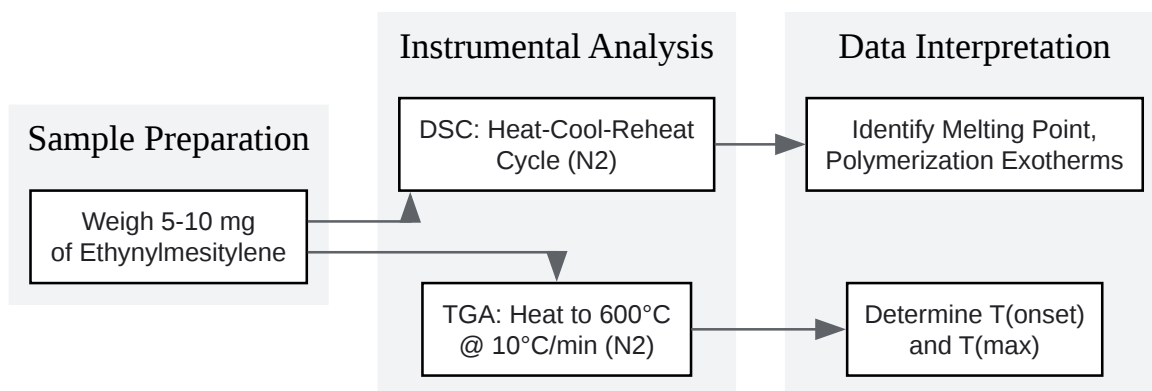 Sample Preparation
Weigh 5-10 mg
of Ethynylmesitylene
Instrumental Analysis
DSC: Heat-Cool-Reheat
Cycle (N2)
TGA: Heat to 600°C
@ 10°C/min (N2)
Data Interpretation
Identify Melting Point,
Polymerization Exotherms
Determine T(onset)
and T(max)